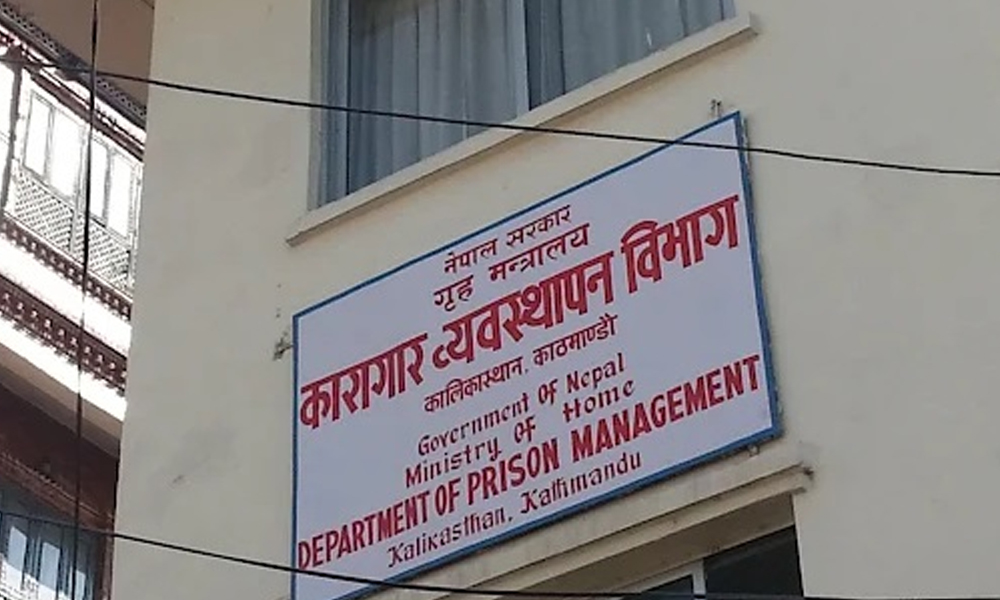 नेपाल सरकार
गृह मन्त्रालय
कारागार व्यवस्थापन विभाग
कालिकास्थान, काठमाण्डौ
Government Of Nepal
Ministry Of Home
DEPARTMENT OF PRISON MANAGEMENT
Kalikasthan, Kathmandu